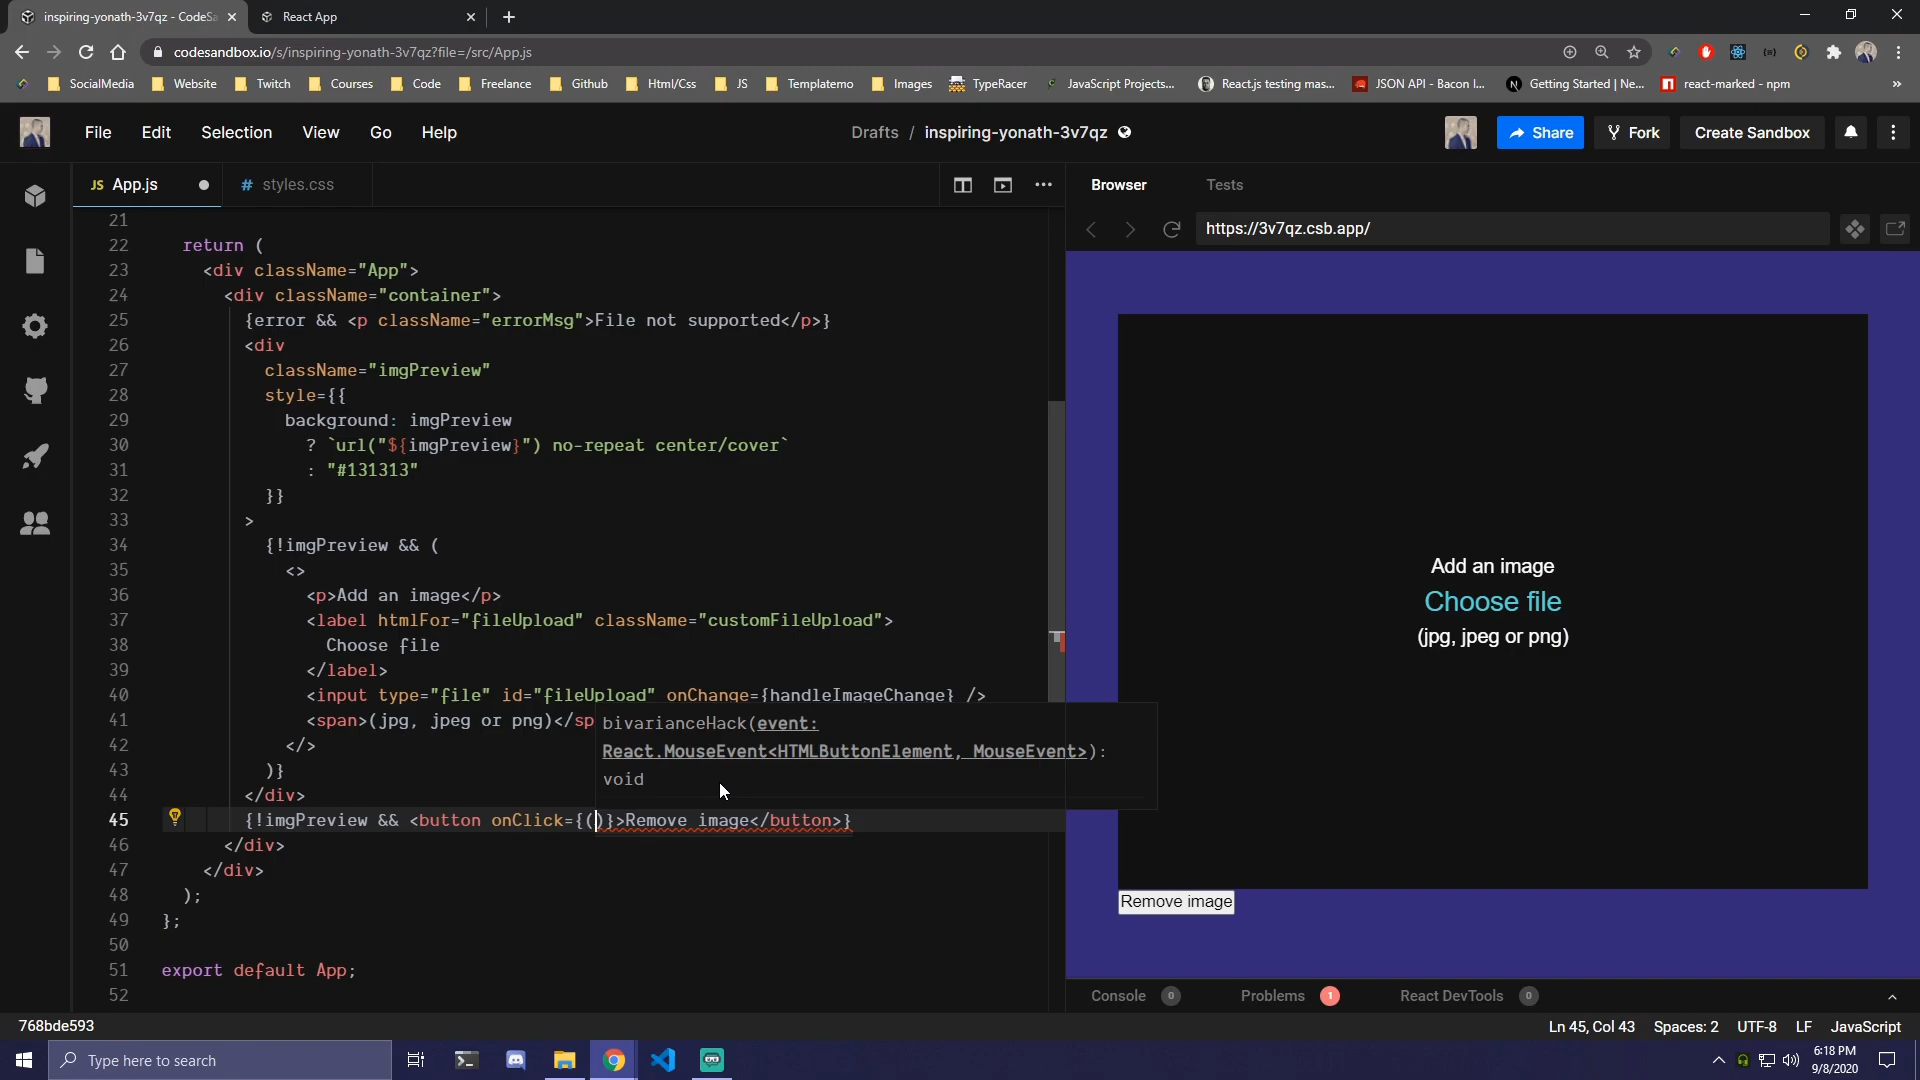 inspiring-yonath-3v7qz - CodeSa
React App
codesandbox.io/s/inspiring-yonath-3v7qz?file=/src/App.js
SocialMedia Website Twitch Courses Code Freelance Github Html/Css JS Templatemo Images TypeRacer JavaScript Projects... React.js testing mas... JSON API - Bacon I... Getting Started | Ne... react-marked - npm »
File Edit Selection View Go Help
Drafts / inspiring-yonath-3v7qz
Share Fork Create Sandbox
JS App.js
# styles.css
21
22 return (
23 <div className="App">
24 <div className="container">
25 {error && <p className="errorMsg">File not supported</p>}
26 <div
27 className="imgPreview"
28 style={{
29 background: imgPreview
30 ? `url("${imgPreview}") no-repeat center/cover`
31 : "#131313"
32 }}
33 >
34 {!imgPreview && (
35 <>
36 <p>Add an image</p>
37 <label htmlFor="fileUpload" className="customFileUpload">
38 Choose file
39 </label>
40 <input type="file" id="fileUpload" onChange={handleImageChange} />
41 <span>(jpg, jpeg or png)</sp
42 </>
43 )}
44 </div>
45 {!imgPreview && <button onClick={()}>Remove image</button>}
46 </div>
47 </div>
48 );
49 };
50
51 export default App;
52
bivarianceHack(event:
React.MouseEvent<HTMLButtonElement, MouseEvent>):
void
Browser Tests
https://3v7qz.csb.app/
Add an image
Choose file
(jpg, jpeg or png)
Remove image
Console 0 Problems 1 React DevTools 0
768bde593
Ln 45, Col 43 Spaces: 2 UTF-8 LF JavaScript
Type here to search
6:18 PM
9/8/2020